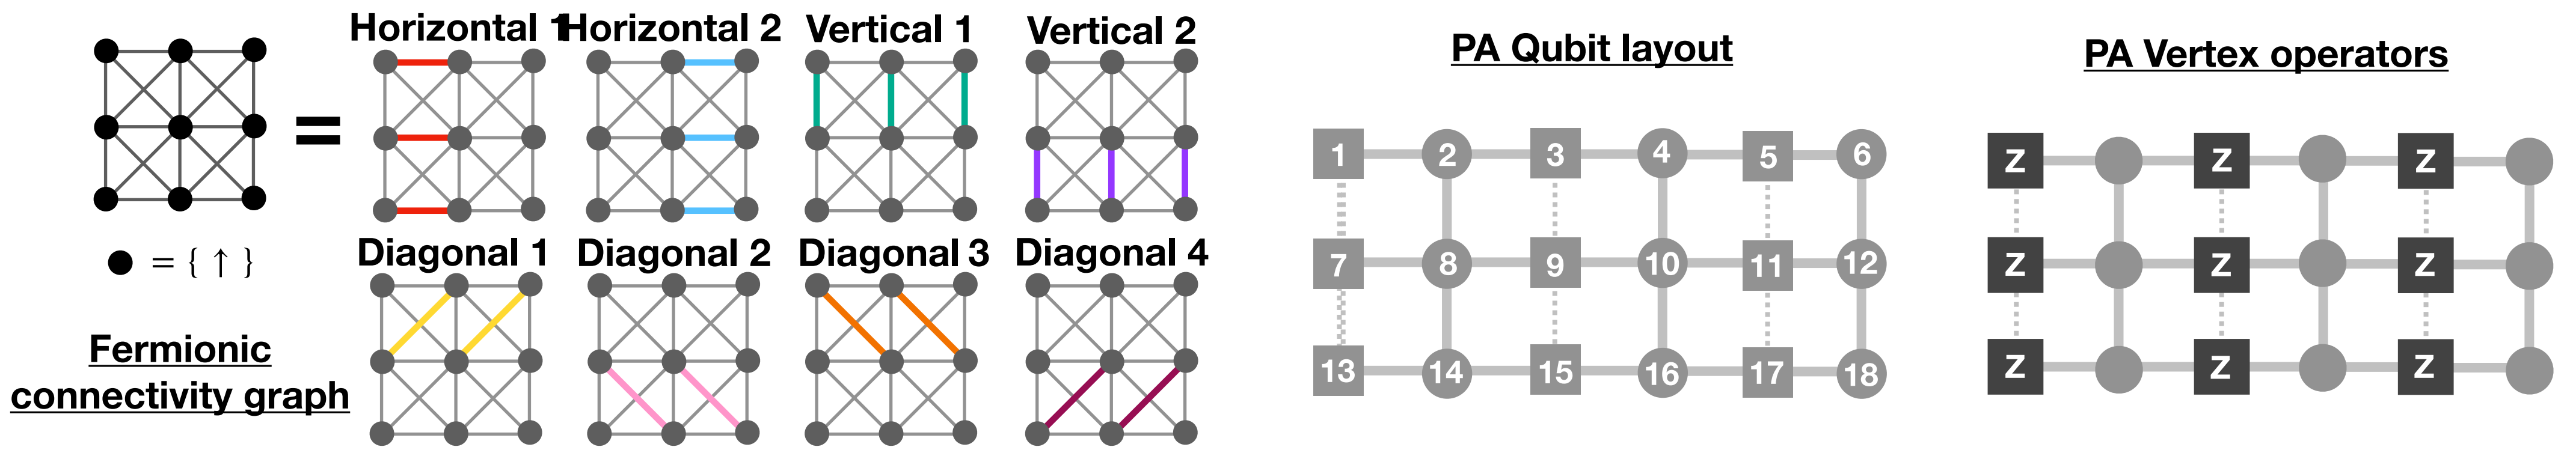 Horizontal 1
Horizontal 2
Vertical 1
Vertical 2
= { ↑ }
Fermionic
connectivity graph
=
Diagonal 1
Diagonal 2
Diagonal 3
Diagonal 4
PA Qubit layout
1 2 3 4 5 6
7 8 9 10 11 12
13 14 15 16 17 18
PA Vertex operators
Z Z Z
Z Z Z
Z Z Z